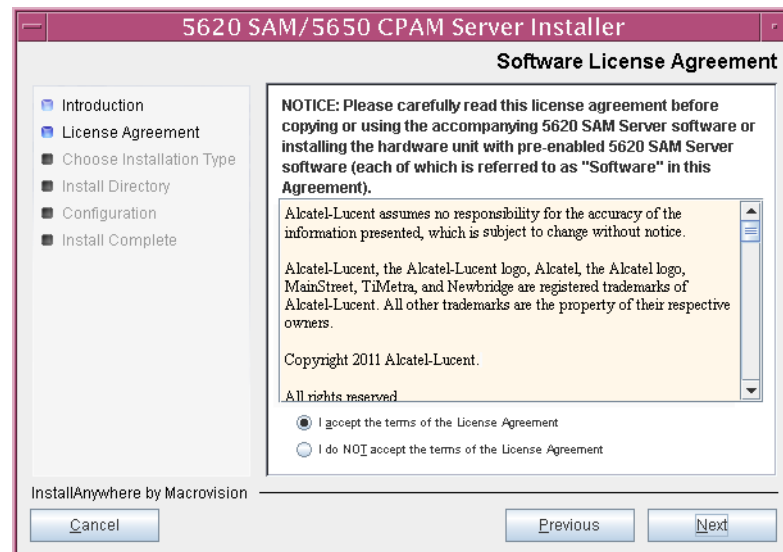 5620 SAM/5650 CPAM Server Installer
Software License Agreement
Introduction
License Agreement
Choose Installation Type
Install Directory
Configuration
Install Complete
NOTICE: Please carefully read this license agreement before
copying or using the accompanying 5620 SAM Server software or
installing the hardware unit with pre-enabled 5620 SAM Server
software (each of which is referred to as "Software" in this
Agreement).
Alcatel-Lucent assumes no responsibility for the accuracy of the
information presented, which is subject to change without notice.
Alcatel-Lucent, the Alcatel-Lucent logo, Alcatel, the Alcatel logo,
MainStreet, TiMetra, and Newbridge are registered trademarks of
Alcatel-Lucent. All other trademarks are the property of their respective
owners.
Copyright 2011 Alcatel-Lucent.
All rights reserved
I accept the terms of the License Agreement
I do NOT accept the terms of the License Agreement
InstallAnywhere by Macrovision
Cancel
Previous
Next